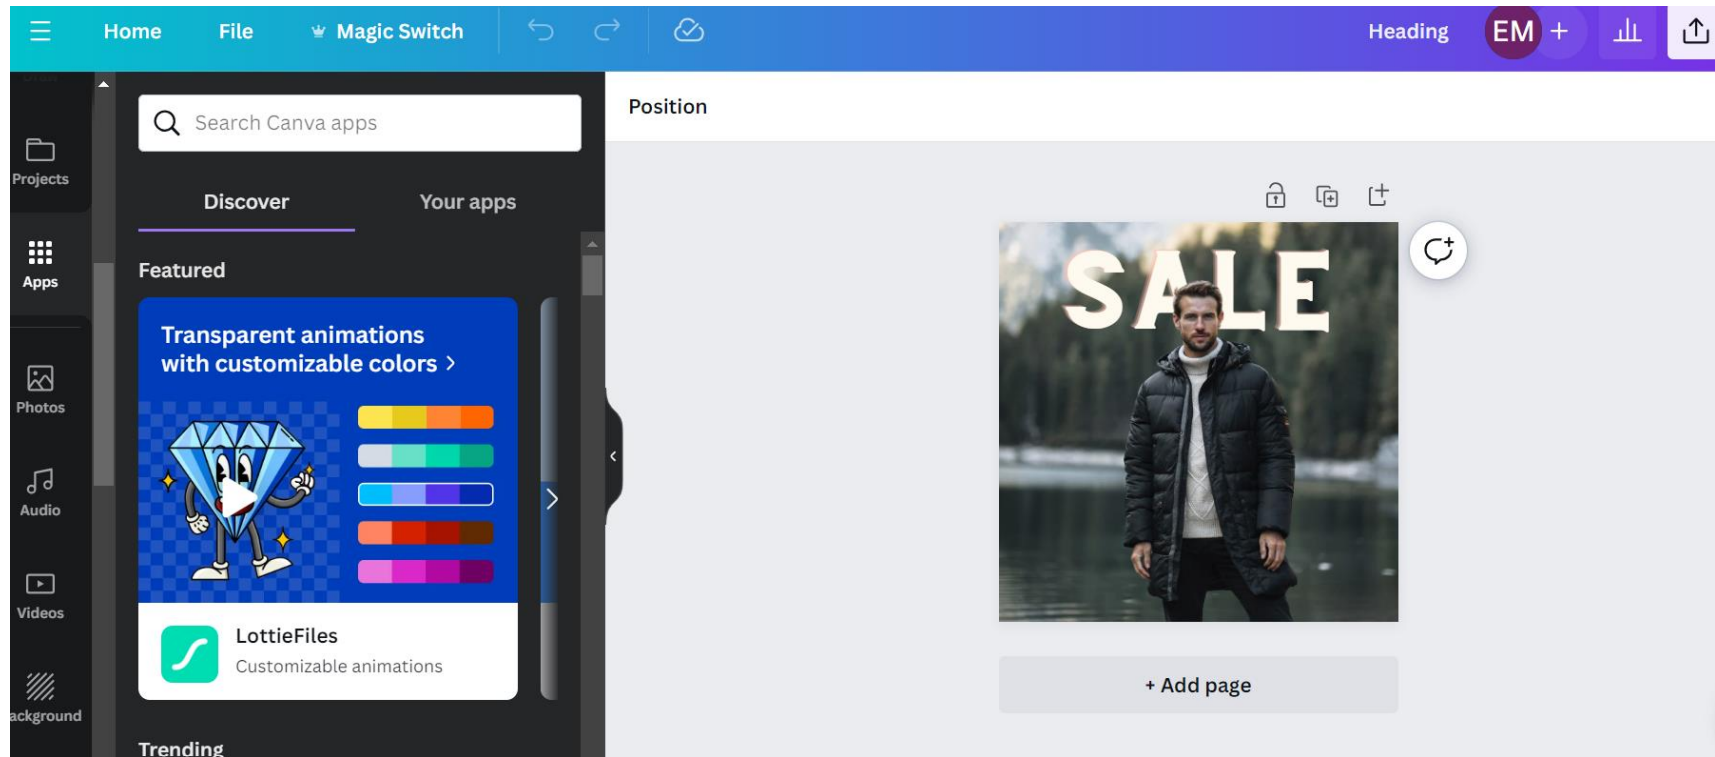 Home File Magic Switch Heading EM +
Position
Search Canva apps
Projects
Discover Your apps
Apps
Featured
Transparent animations
with customizable colors >
SALE
Photos
Audio
Videos
LottieFiles
Customizable animations
ackground
+ Add page
Trending